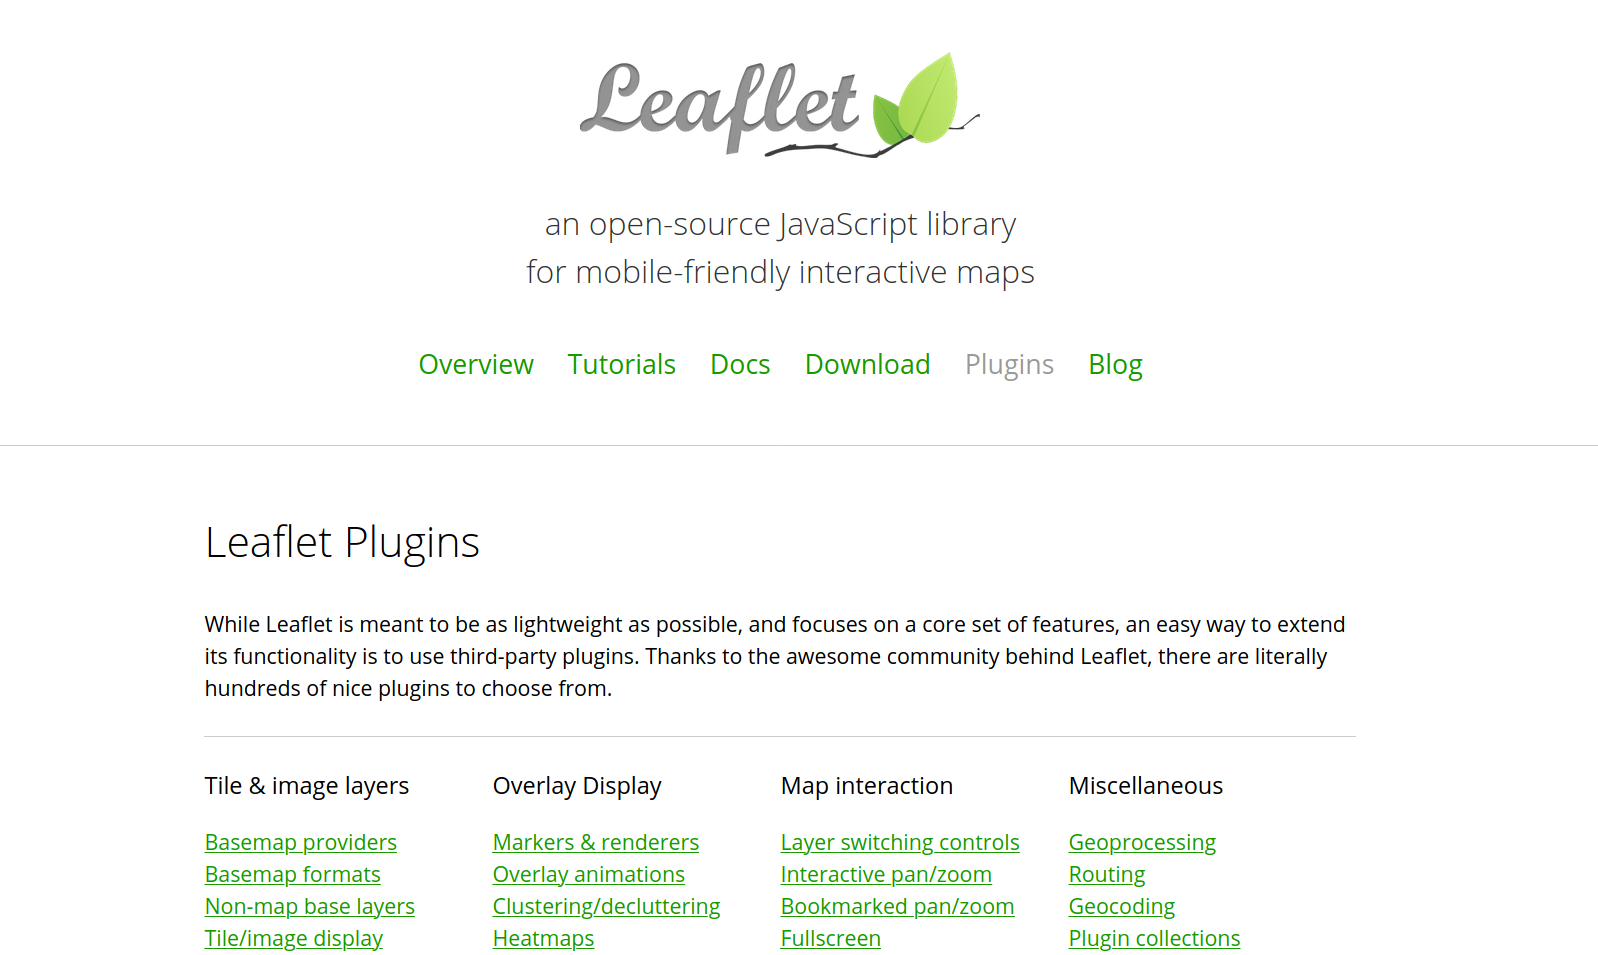 Leaflet
an open-source JavaScript library
for mobile-friendly interactive maps
Overview Tutorials Docs Download Plugins Blog
Leaflet Plugins
While Leaflet is meant to be as lightweight as possible, and focuses on a core set of features, an easy way to extend
its functionality is to use third-party plugins. Thanks to the awesome community behind Leaflet, there are literally
hundreds of nice plugins to choose from.
Tile & image layers
Basemap providers
Basemap formats
Non-map base layers
Tile/image display
Overlay Display
Markers & renderers
Overlay animations
Clustering/decluttering
Heatmaps
Map interaction
Layer switching controls
Interactive pan/zoom
Bookmarked pan/zoom
Fullscreen
Miscellaneous
Geoprocessing
Routing
Geocoding
Plugin collections